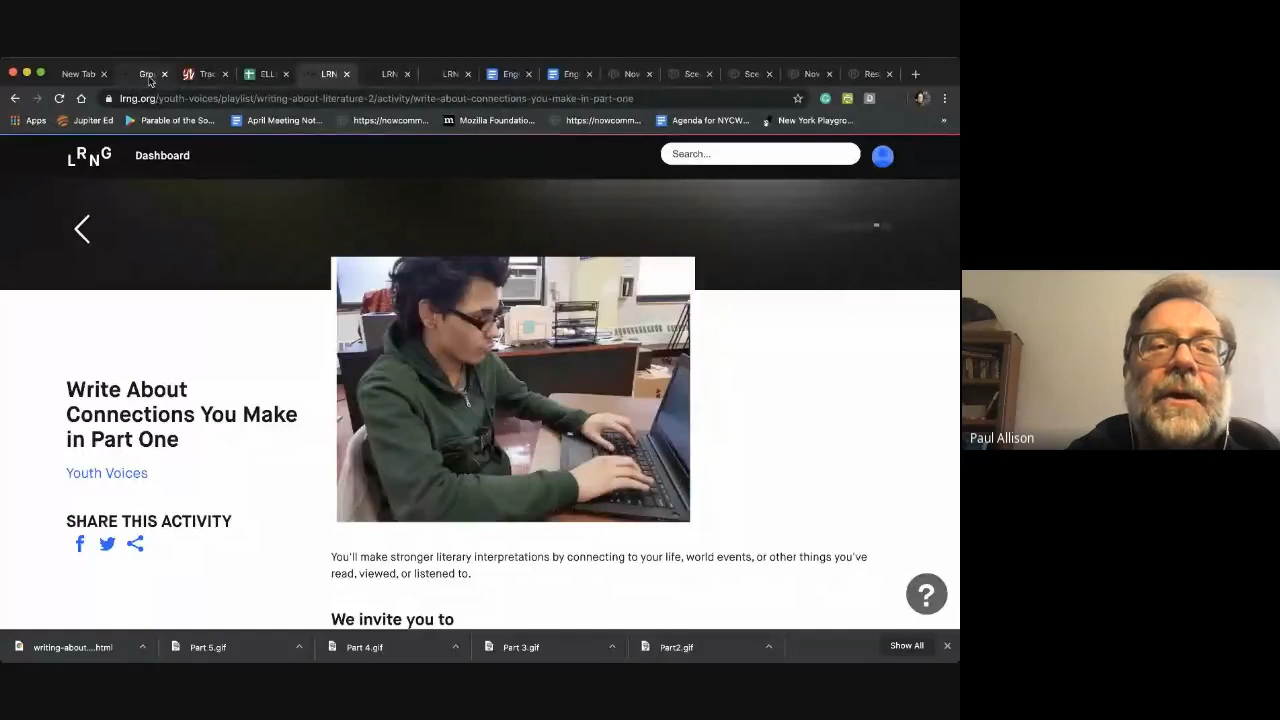 New Tab
Gro
Trac
ELL
LRN
LRN
LRN
Eng
Eng
Nov
Sce
Sce
Nov
Res
lrng.org/youth-voices/playlist/writing-about-literature-2/activity/write-about-connections-you-make-in-part-one
Apps
Jupiter Ed
Parable of the So...
April Meeting Not...
https://nowcomm...
Mozilla Foundatio...
https://nowcomm...
Agenda for NYCW...
New York Playgro...
»
LRNG
Dashboard
Search...
Write About
Connections You Make
in Part One
Youth Voices
SHARE THIS ACTIVITY
You'll make stronger literary interpretations by connecting to your life, world events, or other things you've
read, viewed, or listened to.
We invite you to
?
writing-about....html
Part 5.gif
Part 4.gif
Part 3.gif
Part2.gif
Show All
Paul Allison